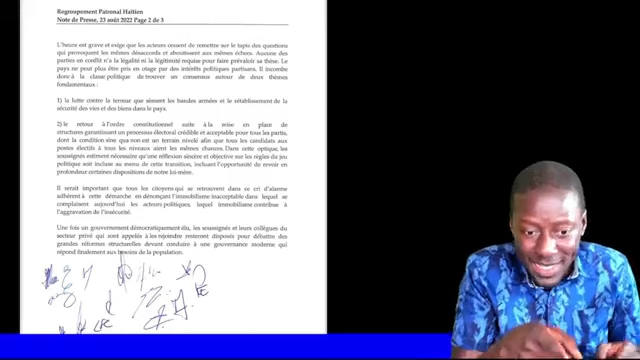 Regroupement Patronal Haïtien
Note de Presse, 23 août 2022 Page 2 de 3
L'heure est grave et exige que les acteurs cessent de remettre sur le tapis des questions
qui provoquent les mêmes désaccords et aboutissent aux mêmes échecs. Aucune des
parties en conflit n'a la légalité ni la légitimité requise pour faire prévaloir sa thèse. Le
pays ne peut plus être pris en otage par des intérêts politiques partisans. Il incombe
donc à la classe politique de trouver un consensus autour de deux thèmes
fondamentaux :
1) la lutte contre la terreur que sèment les bandes armées et le rétablissement de la
sécurité des vies et des biens dans le pays.
2) le retour à l'ordre constitutionnel suite à la mise en place de
structures garantissant un processus électoral crédible et acceptable pour tous les partis,
dont la condition sine qua non est un terrain nivelé afin que tous les candidats aux
postes électifs à tous les niveaux aient les mêmes chances. Dans cette optique, les
soussignés estiment nécessaire qu'une réflexion sincère et objective sur les règles du jeu
politique soit incluse au menu de cette transition, incluant l'opportunité de revoir en
profondeur certaines dispositions de notre loi-mère.
Il serait important que tous les citoyens qui se retrouvent dans ce cri d'alarme
adhèrent à cette démarche en dénonçant l'immobilisme inacceptable dans lequel se
complaisent aujourd'hui les acteurs politiques, lequel immobilisme contribue à
l'aggravation de l'insécurité.
Une fois un gouvernement démocratiquement élu, les soussignés et leurs collègues du
secteur privé qui sont appelés à les rejoindre resteront disposés pour débattre des
grandes réformes structurelles devant conduire à une gouvernance moderne qui
répond finalement aux besoins de la population.